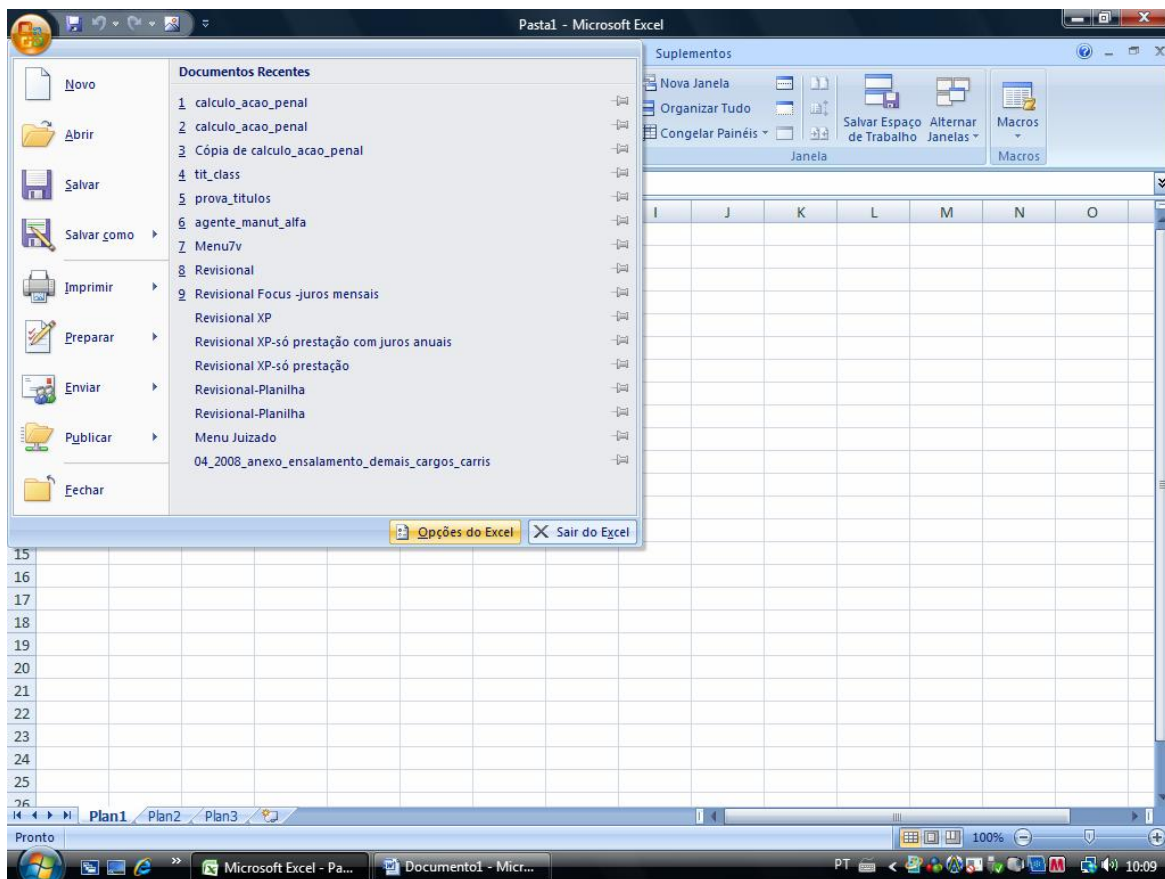 Pasta1 - Microsoft Excel
Suplementos
Novo
Abrir
Salvar
Salvar como
Imprimir
Preparar
Enviar
Publicar
Fechar
Documentos Recentes
1 calculo_acao_penal
2 calculo_acao_penal
3 Cópia de calculo_acao_penal
4 tit_class
5 prova_titulos
6 agente_manut_alfa
7 Menu7v
8 Revisional
9 Revisional Focus -juros mensais
Revisional XP
Revisional XP-só prestação com juros anuais
Revisional XP-só prestação
Revisional-Planilha
Revisional-Planilha
Menu Juizado
04_2008_anexo_ensalamento_demais_cargos_carris
Opções do Excel
Sair do Excel
Nova Janela
Organizar Tudo
Congelar Painéis
Salvar Espaço de Trabalho
Alternar Janelas
Macros
Janela
Macros
I J K L M N O
15
16
17
18
19
20
21
22
23
24
25
26
Plan1 Plan2 Plan3
Pronto
100%
Microsoft Excel - Pa...
Documento1 - Micr...
PT
10:09